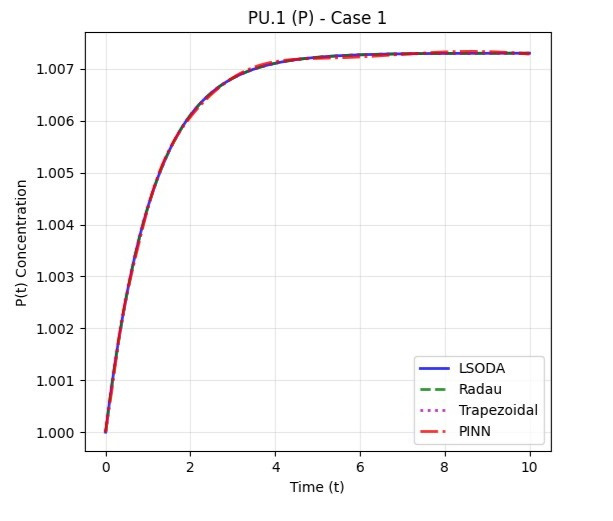 PU.1 (P) - Case 1
P(t) Concentration
1.007
1.006
1.005
1.004
1.003
1.002
1.001
1.000
LSODA
Radau
Trapezoidal
PINN
0 2 4 6 8 10
Time (t)